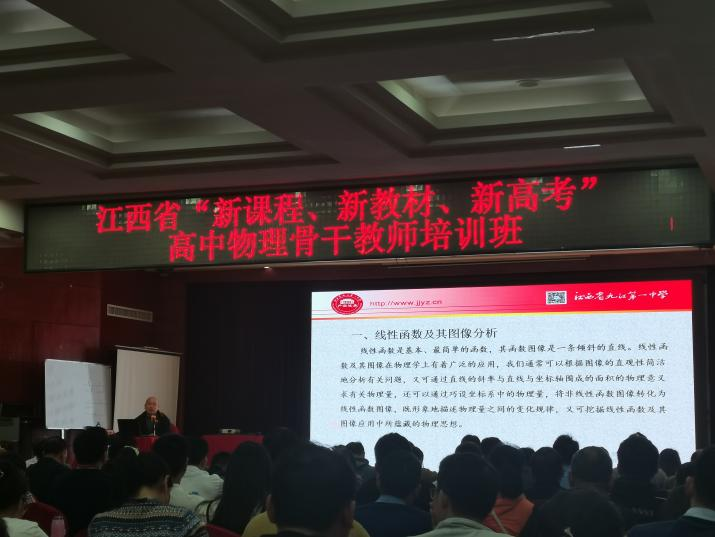 江西省“新课程、新教材、新高考”
高中物理骨干教师培训班
http://www.jjyz.cn
江西省九江第一中学
一、线性函数及其图像分析
线性函数是基本、最简单的函数，其函数图像是一条倾斜的直线。线性函
数及其图像在物理学上有着广泛的应用，我们通常可以根据图像的直观性简洁
地分析有关问题，又可通过直线的斜率与直线与坐标轴围成的面积的物理意义
求有关物理量，还可以通过巧设坐标系中的物理量，将非线性函数图像转化为
线性函数图像，既形象地描述物理量之间的变化规律，又可挖掘线性函数及其
图像应用中所蕴藏的物理思想。